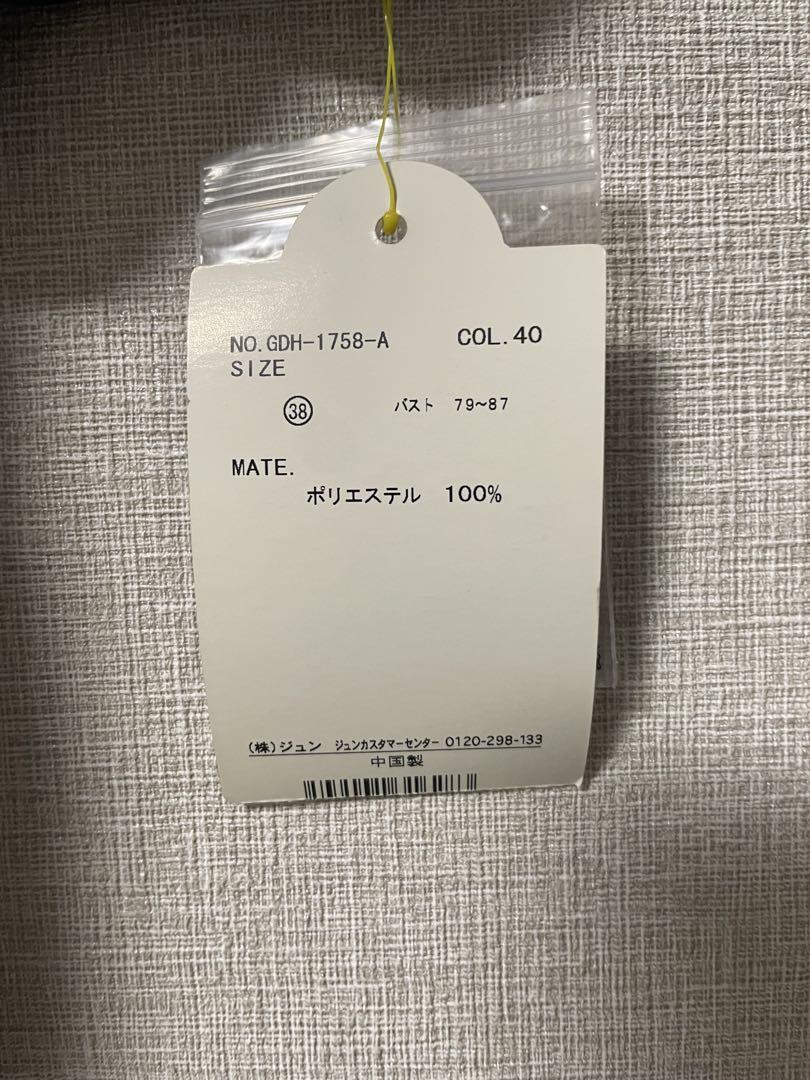 NO.GDH-1758-A COL.40
SIZE
㊳ バスト 79~87
MATE.
ポリエステル 100%
(株)ジュン ジュンカスタマーセンター 0120-298-133
中国製